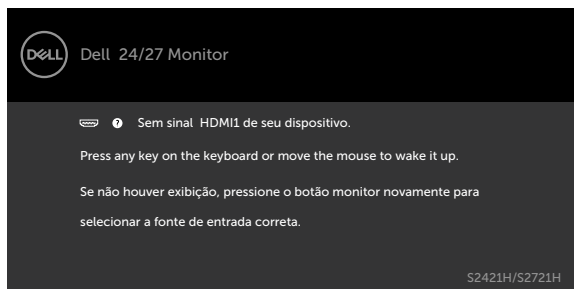 DELL
Dell 24/27 Monitor
? Sem sinal HDMI1 de seu dispositivo.
Press any key on the keyboard or move the mouse to wake it up.
Se não houver exibição, pressione o botão monitor novamente para
selecionar a fonte de entrada correta.
S2421H/S2721H